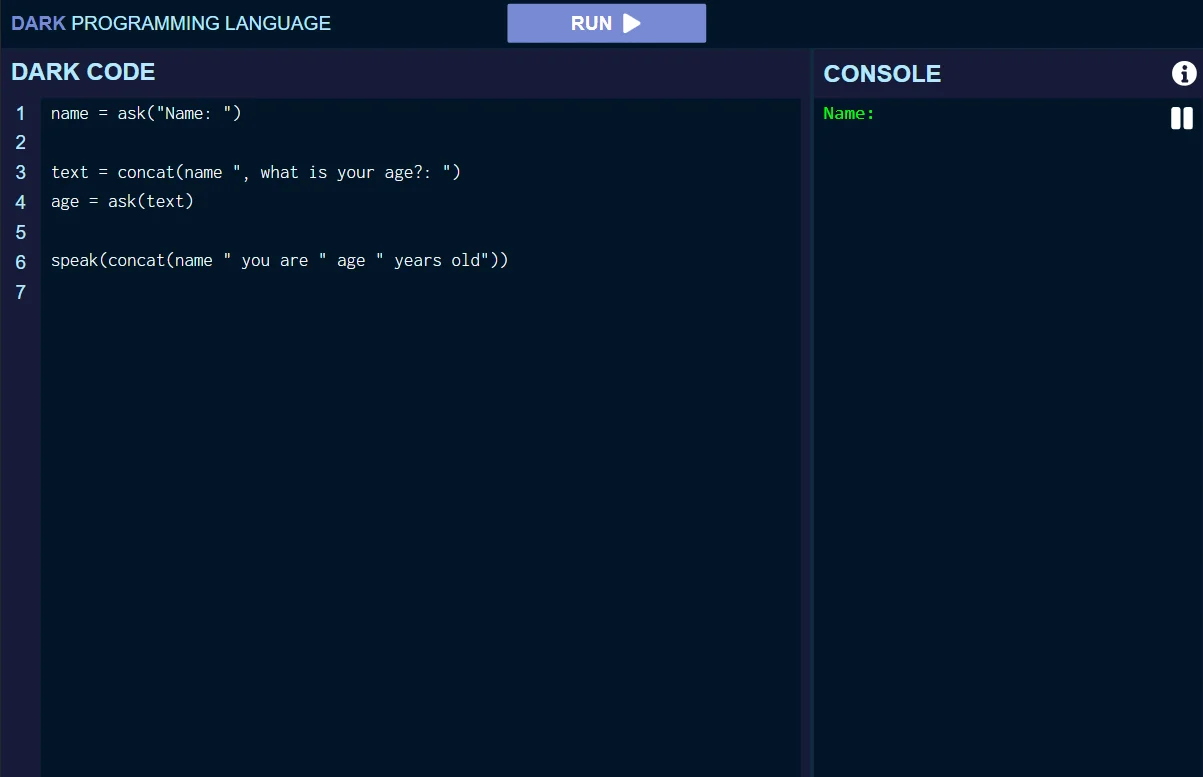 DARK PROGRAMMING LANGUAGE
RUN
DARK CODE
1 name = ask("Name: ")
2
3 text = concat(name ", what is your age?: ")
4 age = ask(text)
5
6 speak(concat(name " you are " age " years old"))
7
CONSOLE
Name: